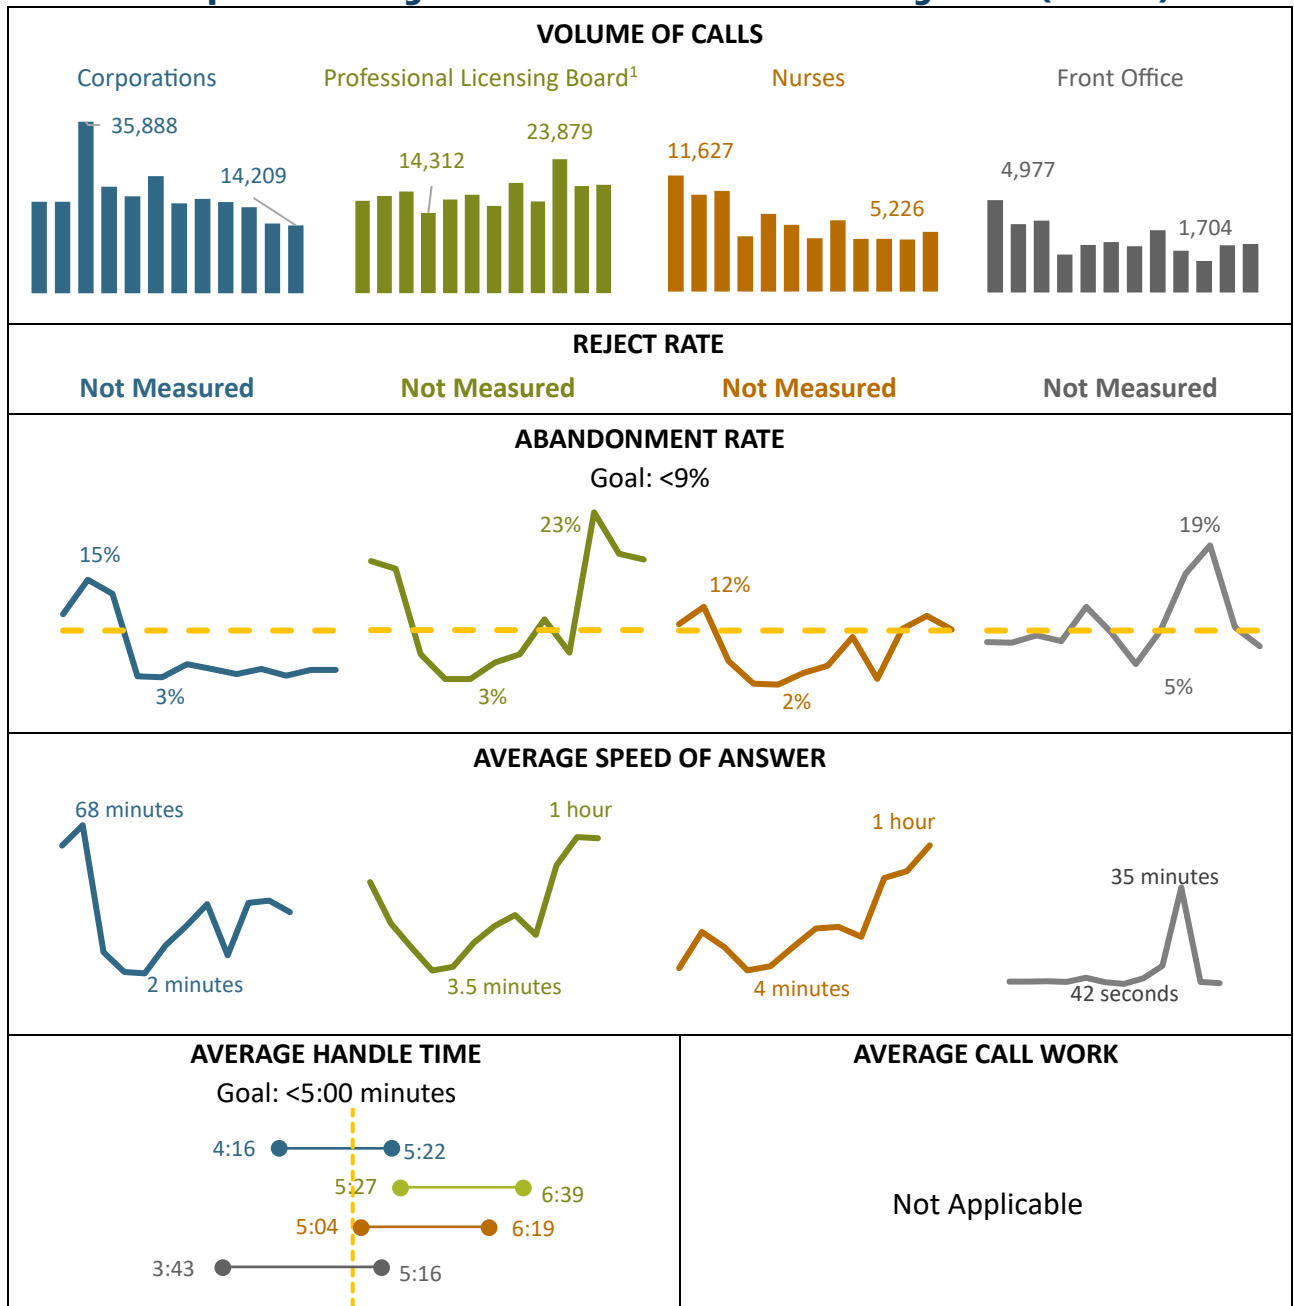 VOLUME OF CALLS
Corporations
Professional Licensing Board1
Nurses
Front Office
35,888
14,209
14,312
23,879
11,627
5,226
4,977
1,704
REJECT RATE
Not Measured
Not Measured
Not Measured
Not Measured
ABANDONMENT RATE
Goal: <9%
15%
3%
23%
3%
12%
2%
19%
5%
AVERAGE SPEED OF ANSWER
68 minutes
2 minutes
1 hour
3.5 minutes
1 hour
4 minutes
35 minutes
42 seconds
AVERAGE HANDLE TIME
Goal: <5:00 minutes
4:16
5:22
5:27
6:39
5:04
6:19
3:43
5:16
AVERAGE CALL WORK
Not Applicable